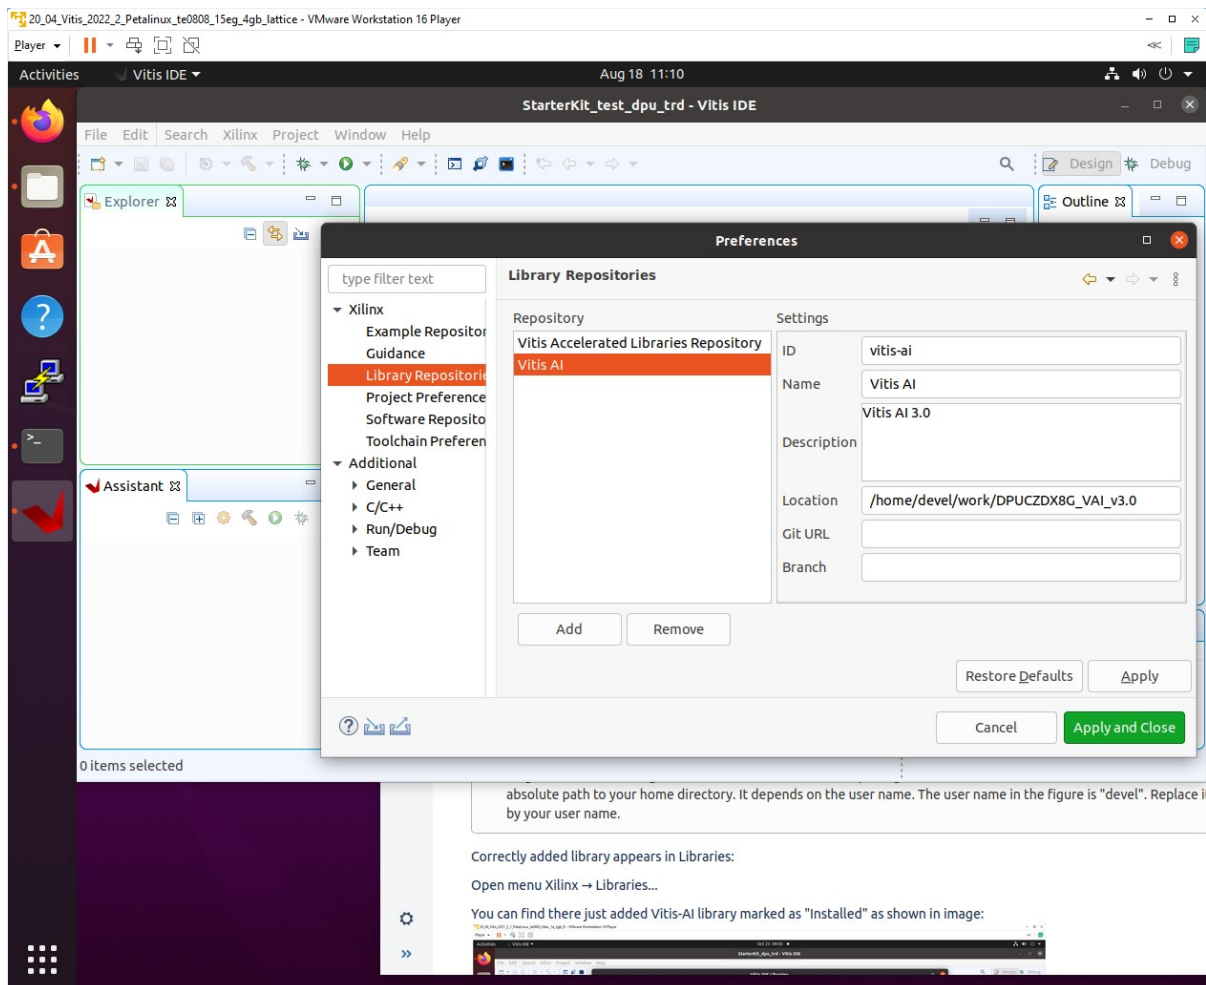 20_04_Vitis_2022_2_Petalinux_te0808_15eg_4gb_lattice - VMware Workstation 16 Player
Player
Activities
Vitis IDE
Aug 18 11:10
StarterKit_test_dpu_trd - Vitis IDE
File Edit Search Xilinx Project Window Help
Design
Debug
Explorer
Outline
Preferences
type filter text
Library Repositories
Xilinx
Example Repositor
Guidance
Library Repositorie
Project Preference
Software Reposito
Toolchain Preferen
Additional
General
C/C++
Run/Debug
Team
Repository
Vitis Accelerated Libraries Repository
Vitis AI
Settings
ID
vitis-ai
Name
Vitis AI
Description
Vitis AI 3.0
Location
/home/devel/work/DPUCZDX8G_VAI_v3.0
Git URL
Branch
Add
Remove
Restore Defaults
Apply
Cancel
Apply and Close
Assistant
0 items selected
absolute path to your home directory. It depends on the user name. The user name in the figure is "devel". Replace i
by your user name.
Correctly added library appears in Libraries:
Open menu Xilinx → Libraries...
You can find there just added Vitis-AI library marked as "Installed" as shown in image: